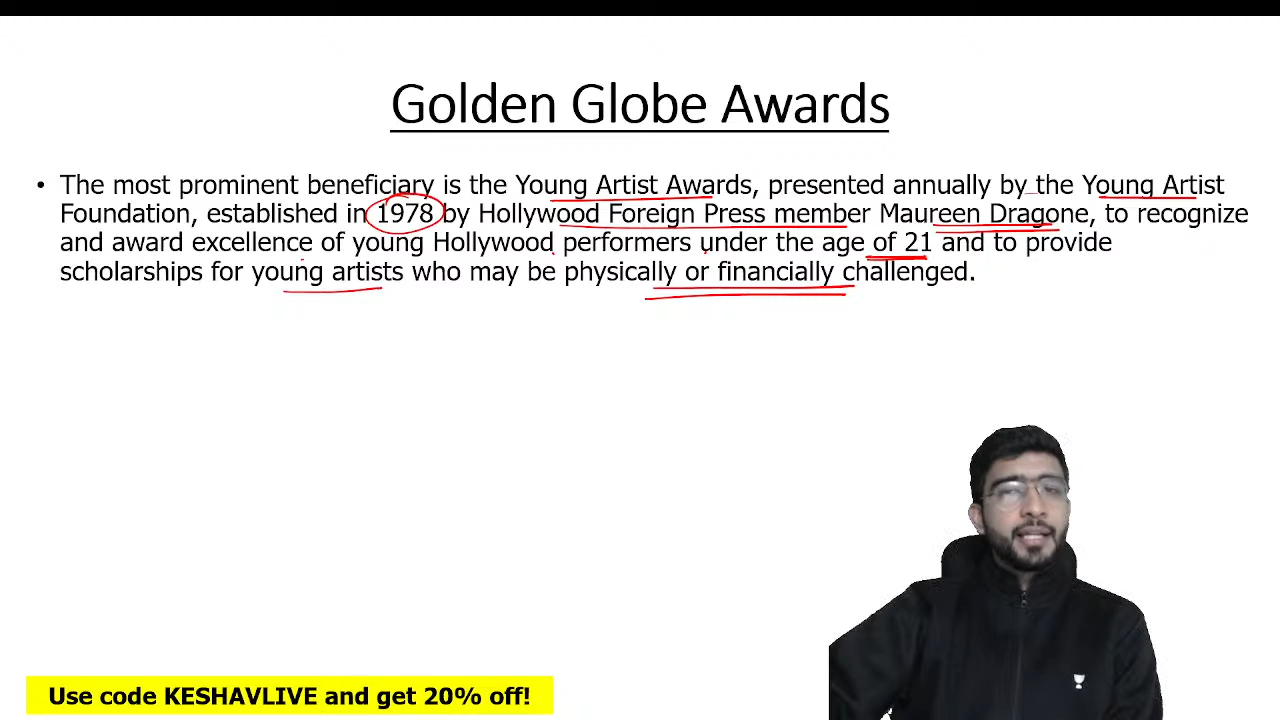 Golden Globe Awards
• The most prominent beneficiary is the Young Artist Awards, presented annually by the Young Artist
Foundation, established in 1978 by Hollywood Foreign Press member Maureen Dragone, to recognize
and award excellence of young Hollywood performers under the age of 21 and to provide
scholarships for young artists who may be physically or financially challenged.
Use code KESHAVLIVE and get 20% off!